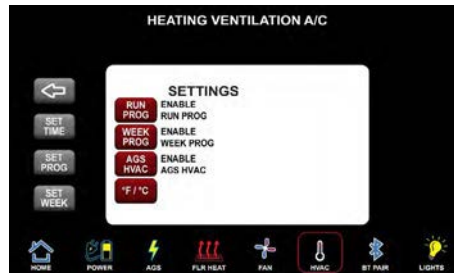 HEATING VENTILATION A/C
SETTINGS
RUN PROG
ENABLE
RUN PROG
WEEK PROG
ENABLE
WEEK PROG
AGS HVAC
ENABLE
AGS HVAC
°F / °C
SET TIME
SET PROG
SET WEEK
HOME
POWER
AGS
FLR HEAT
FAN
HVAC
BT PAIR
LIGHTS